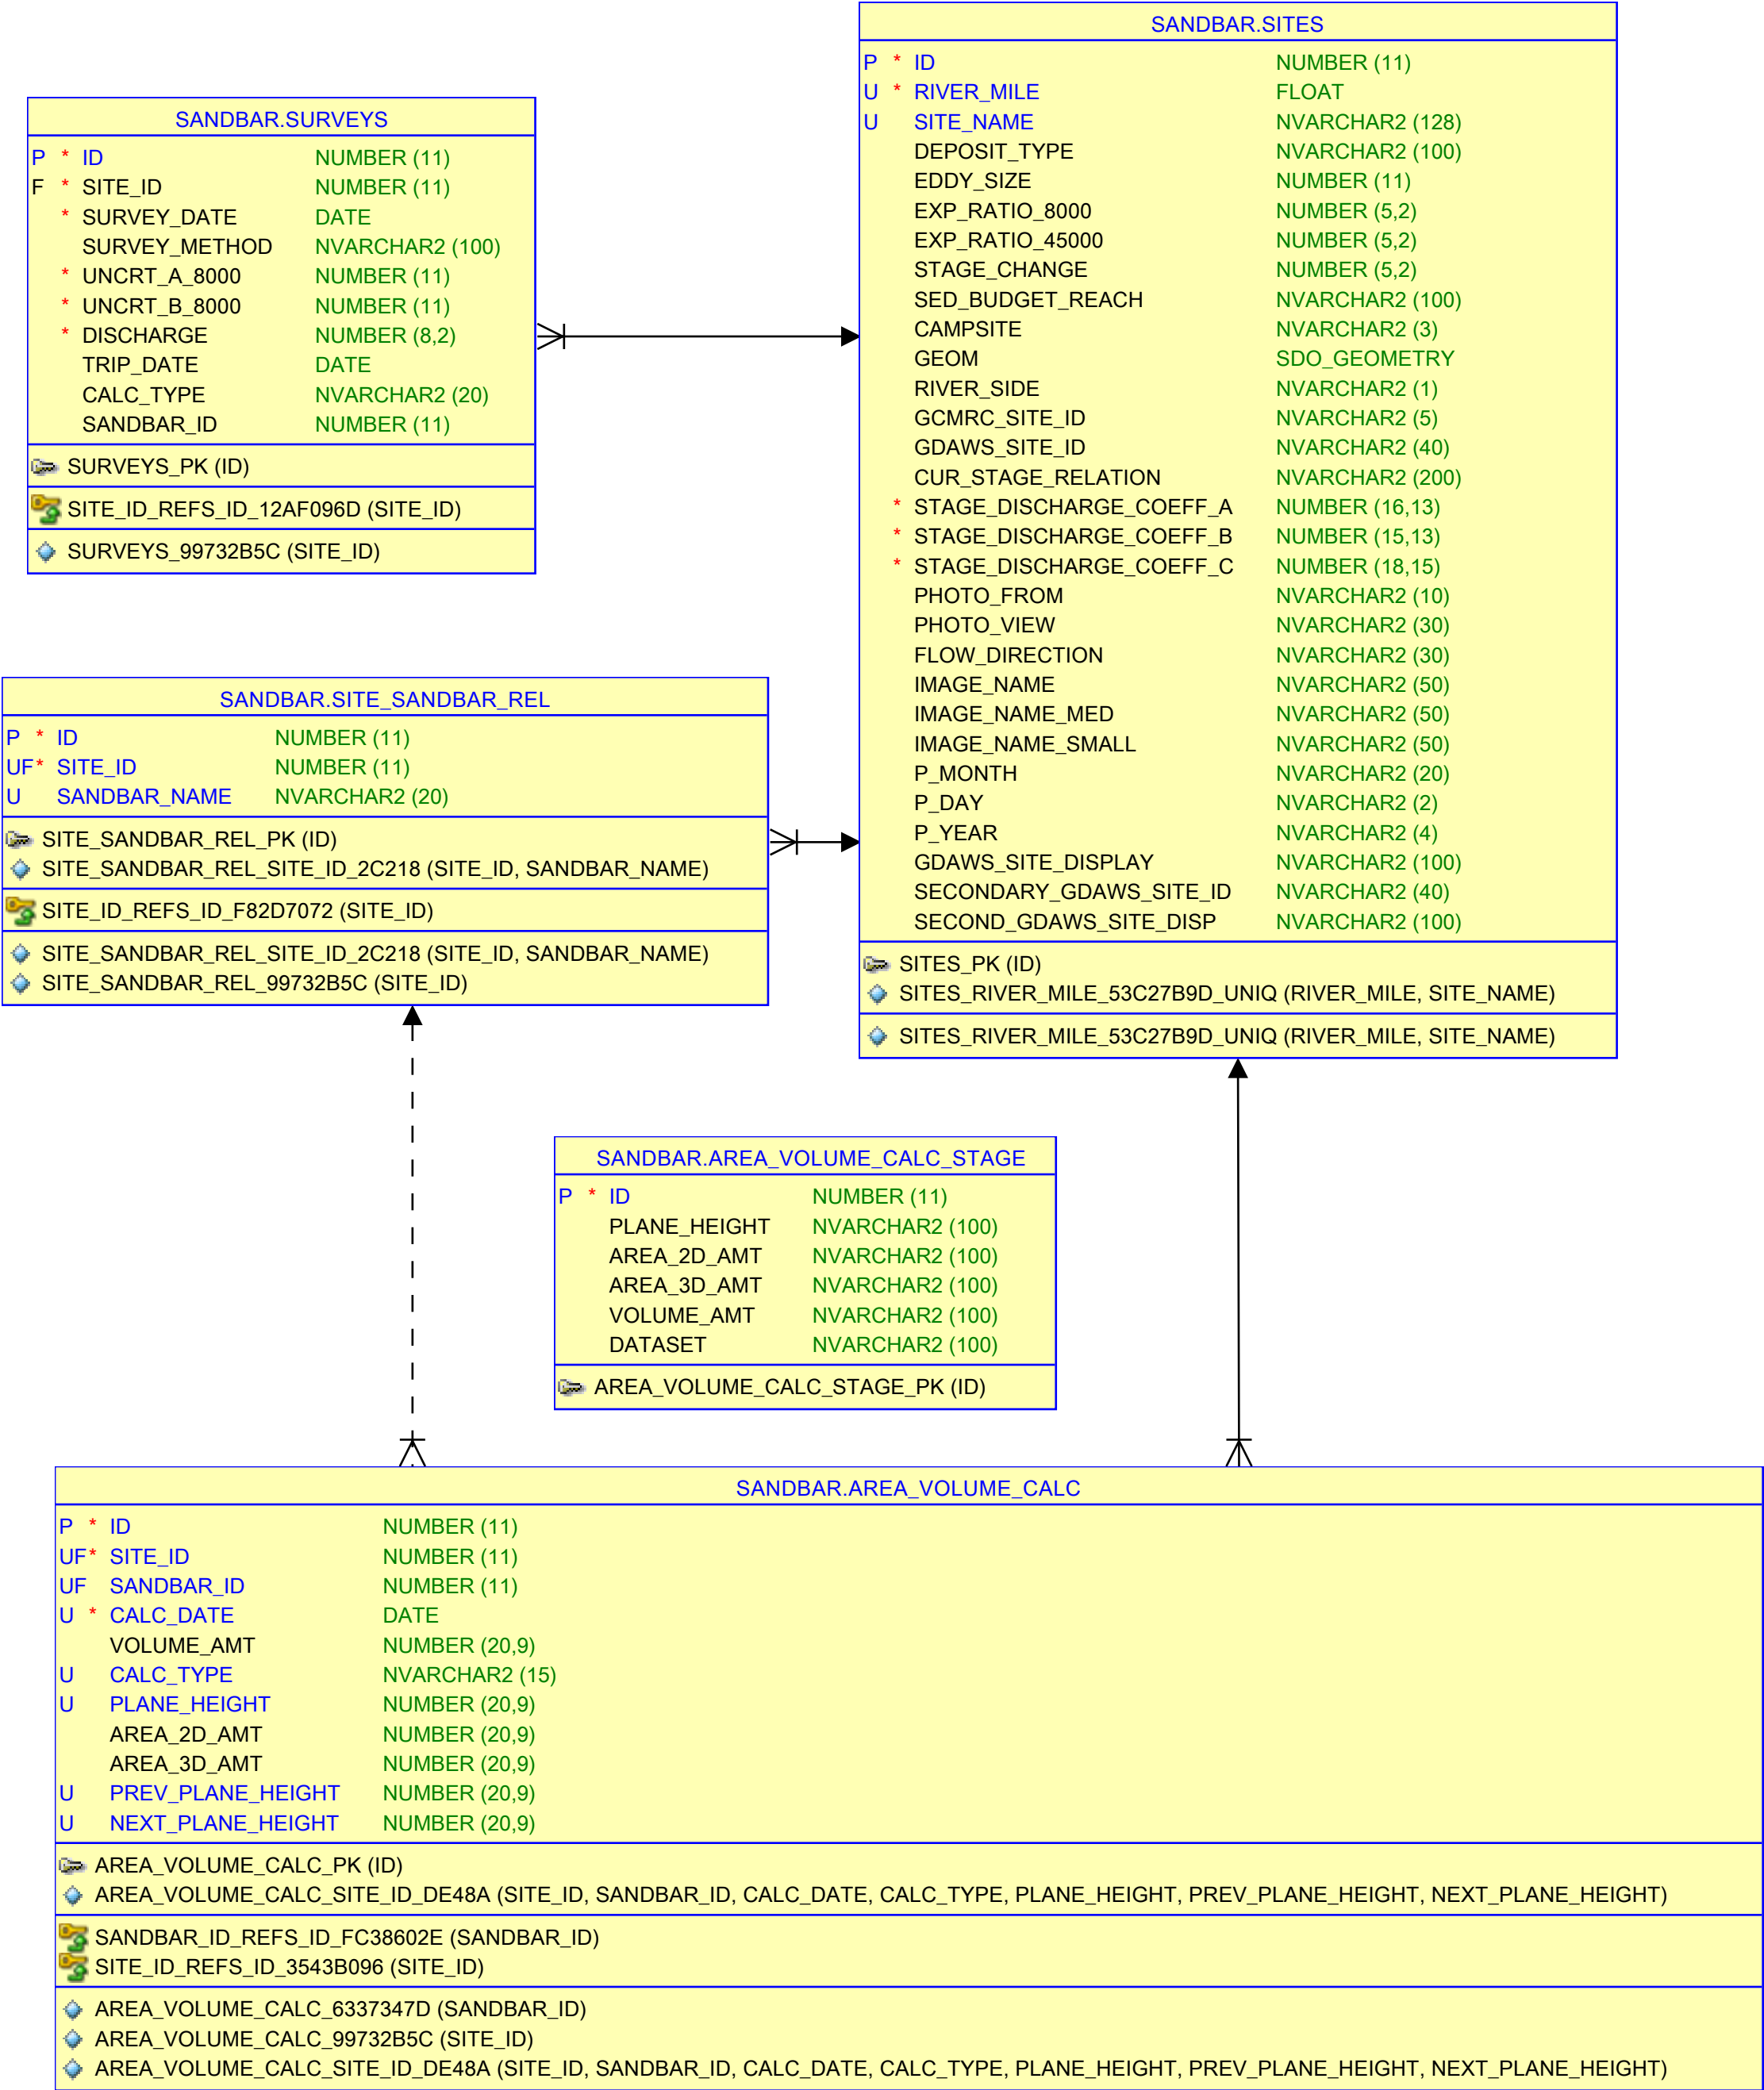 SANDBAR.SURVEYS
P * ID NUMBER (11)
F * SITE_ID NUMBER (11)
* SURVEY_DATE DATE
SURVEY_METHOD NVARCHAR2 (100)
* UNCRT_A_8000 NUMBER (11)
* UNCRT_B_8000 NUMBER (11)
* DISCHARGE NUMBER (8,2)
TRIP_DATE DATE
CALC_TYPE NVARCHAR2 (20)
SANDBAR_ID NUMBER (11)
SURVEYS_PK (ID)
SITE_ID_REFS_ID_12AF096D (SITE_ID)
SURVEYS_99732B5C (SITE_ID)
SANDBAR.SITES
P * ID NUMBER (11)
U * RIVER_MILE FLOAT
U SITE_NAME NVARCHAR2 (128)
DEPOSIT_TYPE NVARCHAR2 (100)
EDDY_SIZE NUMBER (11)
EXP_RATIO_8000 NUMBER (5,2)
EXP_RATIO_45000 NUMBER (5,2)
STAGE_CHANGE NUMBER (5,2)
SED_BUDGET_REACH NVARCHAR2 (100)
CAMPSITE NVARCHAR2 (3)
GEOM SDO_GEOMETRY
RIVER_SIDE NVARCHAR2 (1)
GCMRC_SITE_ID NVARCHAR2 (5)
GDAWS_SITE_ID NVARCHAR2 (40)
CUR_STAGE_RELATION NVARCHAR2 (200)
* STAGE_DISCHARGE_COEFF_A NUMBER (16,13)
* STAGE_DISCHARGE_COEFF_B NUMBER (15,13)
* STAGE_DISCHARGE_COEFF_C NUMBER (18,15)
PHOTO_FROM NVARCHAR2 (10)
PHOTO_VIEW NVARCHAR2 (30)
FLOW_DIRECTION NVARCHAR2 (30)
IMAGE_NAME NVARCHAR2 (50)
IMAGE_NAME_MED NVARCHAR2 (50)
IMAGE_NAME_SMALL NVARCHAR2 (50)
P_MONTH NVARCHAR2 (20)
P_DAY NVARCHAR2 (2)
P_YEAR NVARCHAR2 (4)
GDAWS_SITE_DISPLAY NVARCHAR2 (100)
SECONDARY_GDAWS_SITE_ID NVARCHAR2 (40)
SECOND_GDAWS_SITE_DISP NVARCHAR2 (100)
SITES_PK (ID)
SITES_RIVER_MILE_53C27B9D_UNIQ (RIVER_MILE, SITE_NAME)
SITES_RIVER_MILE_53C27B9D_UNIQ (RIVER_MILE, SITE_NAME)
SANDBAR.SITE_SANDBAR_REL
P * ID NUMBER (11)
UF* SITE_ID NUMBER (11)
U SANDBAR_NAME NVARCHAR2 (20)
SITE_SANDBAR_REL_PK (ID)
SITE_SANDBAR_REL_SITE_ID_2C218 (SITE_ID, SANDBAR_NAME)
SITE_ID_REFS_ID_F82D7072 (SITE_ID)
SITE_SANDBAR_REL_SITE_ID_2C218 (SITE_ID, SANDBAR_NAME)
SITE_SANDBAR_REL_99732B5C (SITE_ID)
SANDBAR.AREA_VOLUME_CALC_STAGE
P * ID NUMBER (11)
PLANE_HEIGHT NVARCHAR2 (100)
AREA_2D_AMT NVARCHAR2 (100)
AREA_3D_AMT NVARCHAR2 (100)
VOLUME_AMT NVARCHAR2 (100)
DATASET NVARCHAR2 (100)
AREA_VOLUME_CALC_STAGE_PK (ID)
SANDBAR.AREA_VOLUME_CALC
P * ID NUMBER (11)
UF* SITE_ID NUMBER (11)
UF SANDBAR_ID NUMBER (11)
U * CALC_DATE DATE
VOLUME_AMT NUMBER (20,9)
U CALC_TYPE NVARCHAR2 (15)
U PLANE_HEIGHT NUMBER (20,9)
AREA_2D_AMT NUMBER (20,9)
AREA_3D_AMT NUMBER (20,9)
U PREV_PLANE_HEIGHT NUMBER (20,9)
U NEXT_PLANE_HEIGHT NUMBER (20,9)
AREA_VOLUME_CALC_PK (ID)
AREA_VOLUME_CALC_SITE_ID_DE48A (SITE_ID, SANDBAR_ID, CALC_DATE, CALC_TYPE, PLANE_HEIGHT, PREV_PLANE_HEIGHT, NEXT_PLANE_HEIGHT)
SANDBAR_ID_REFS_ID_FC38602E (SANDBAR_ID)
SITE_ID_REFS_ID_3543B096 (SITE_ID)
AREA_VOLUME_CALC_6337347D (SANDBAR_ID)
AREA_VOLUME_CALC_99732B5C (SITE_ID)
AREA_VOLUME_CALC_SITE_ID_DE48A (SITE_ID, SANDBAR_ID, CALC_DATE, CALC_TYPE, PLANE_HEIGHT, PREV_PLANE_HEIGHT, NEXT_PLANE_HEIGHT)